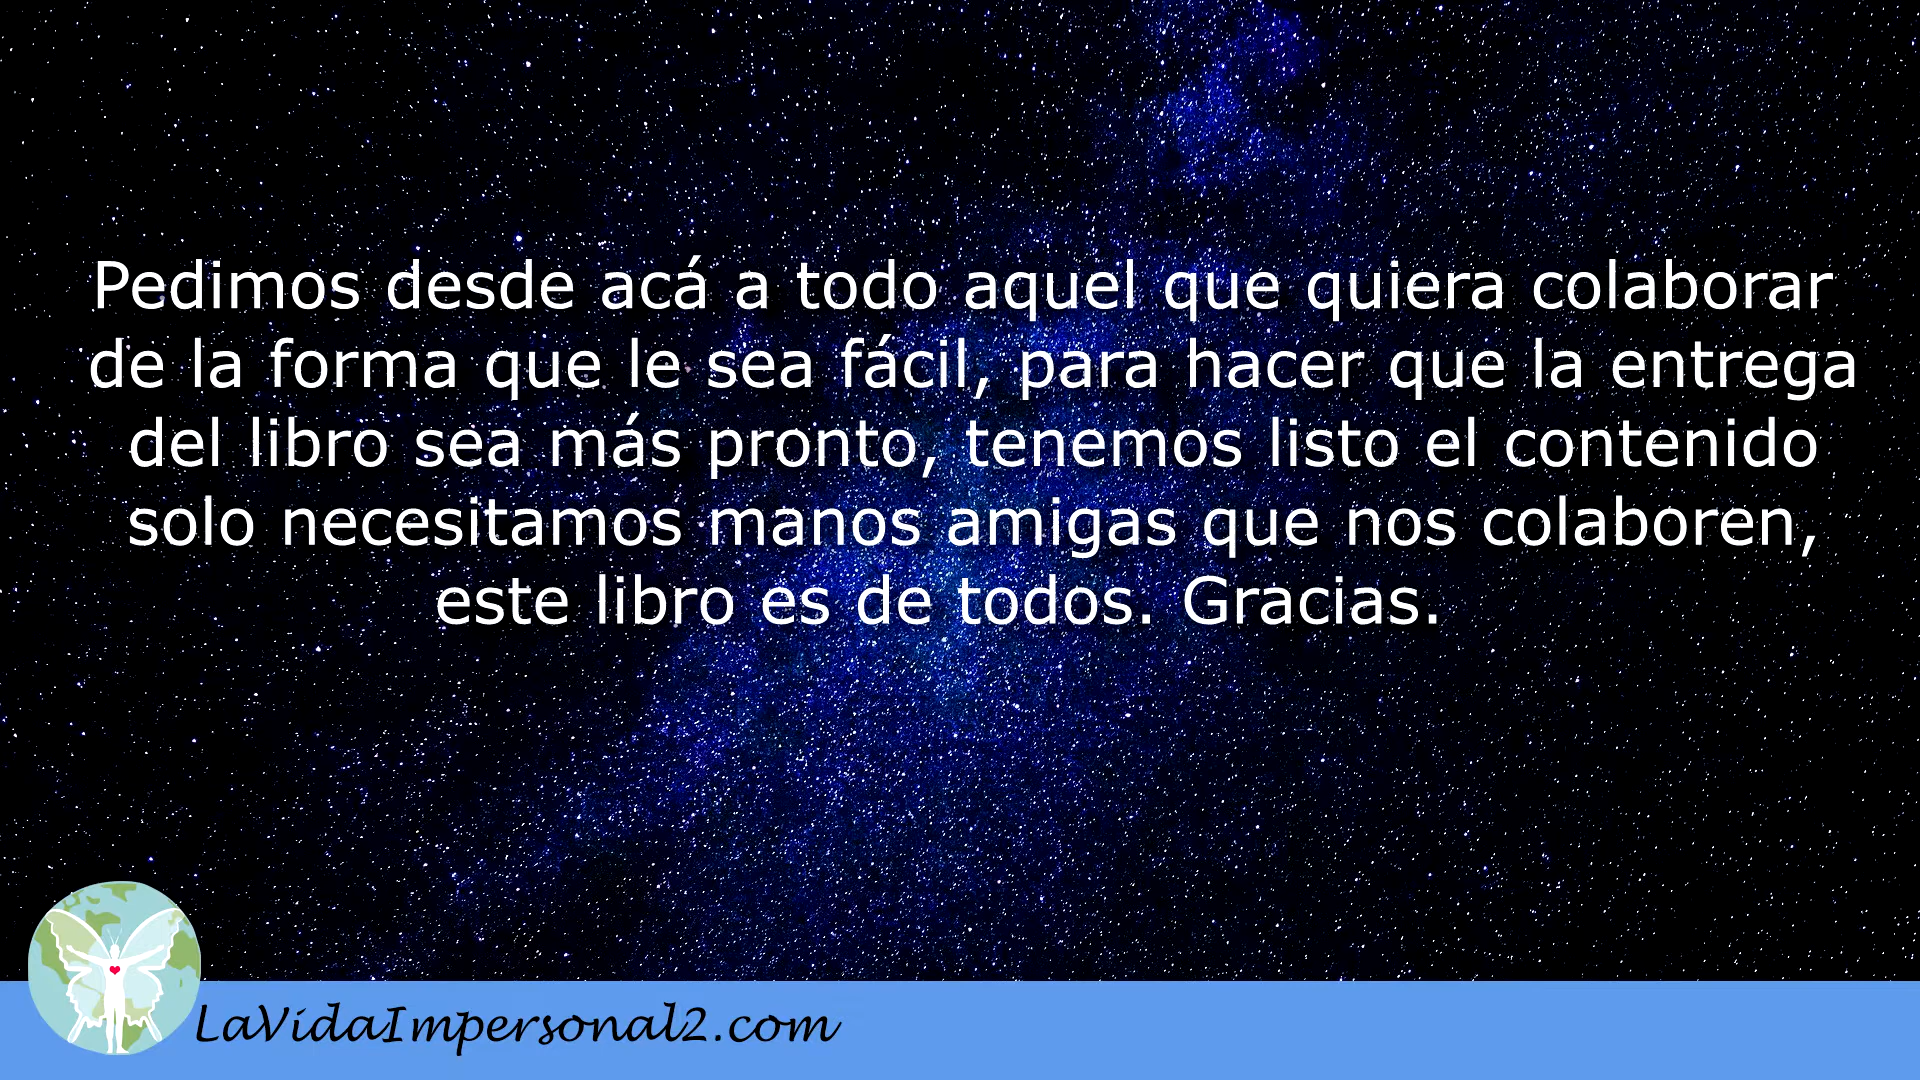 Pedimos desde acá a todo aquel que quiera colaborar
de la forma que le sea fácil, para hacer que la entrega
del libro sea más pronto, tenemos listo el contenido
solo necesitamos manos amigas que nos colaboren,
este libro es de todos. Gracias.
LaVidaImpersonal2.com